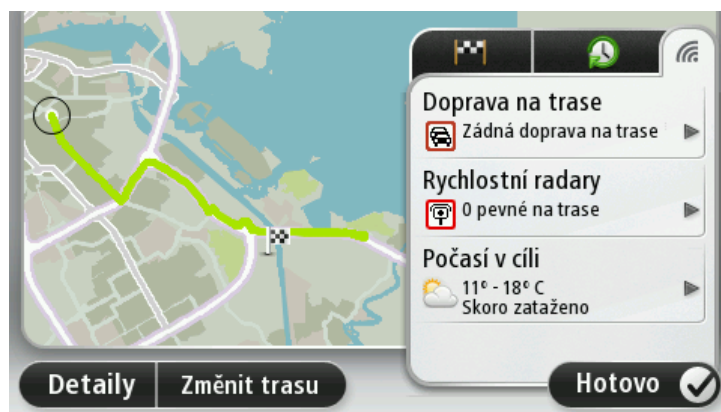 Doprava na trase
Zádná doprava na trase
Rychlostní radary
0 pevné na trase
Počasí v cíli
11° - 18° C
Skoro zataženo
Detaily
Změnit trasu
Hotovo